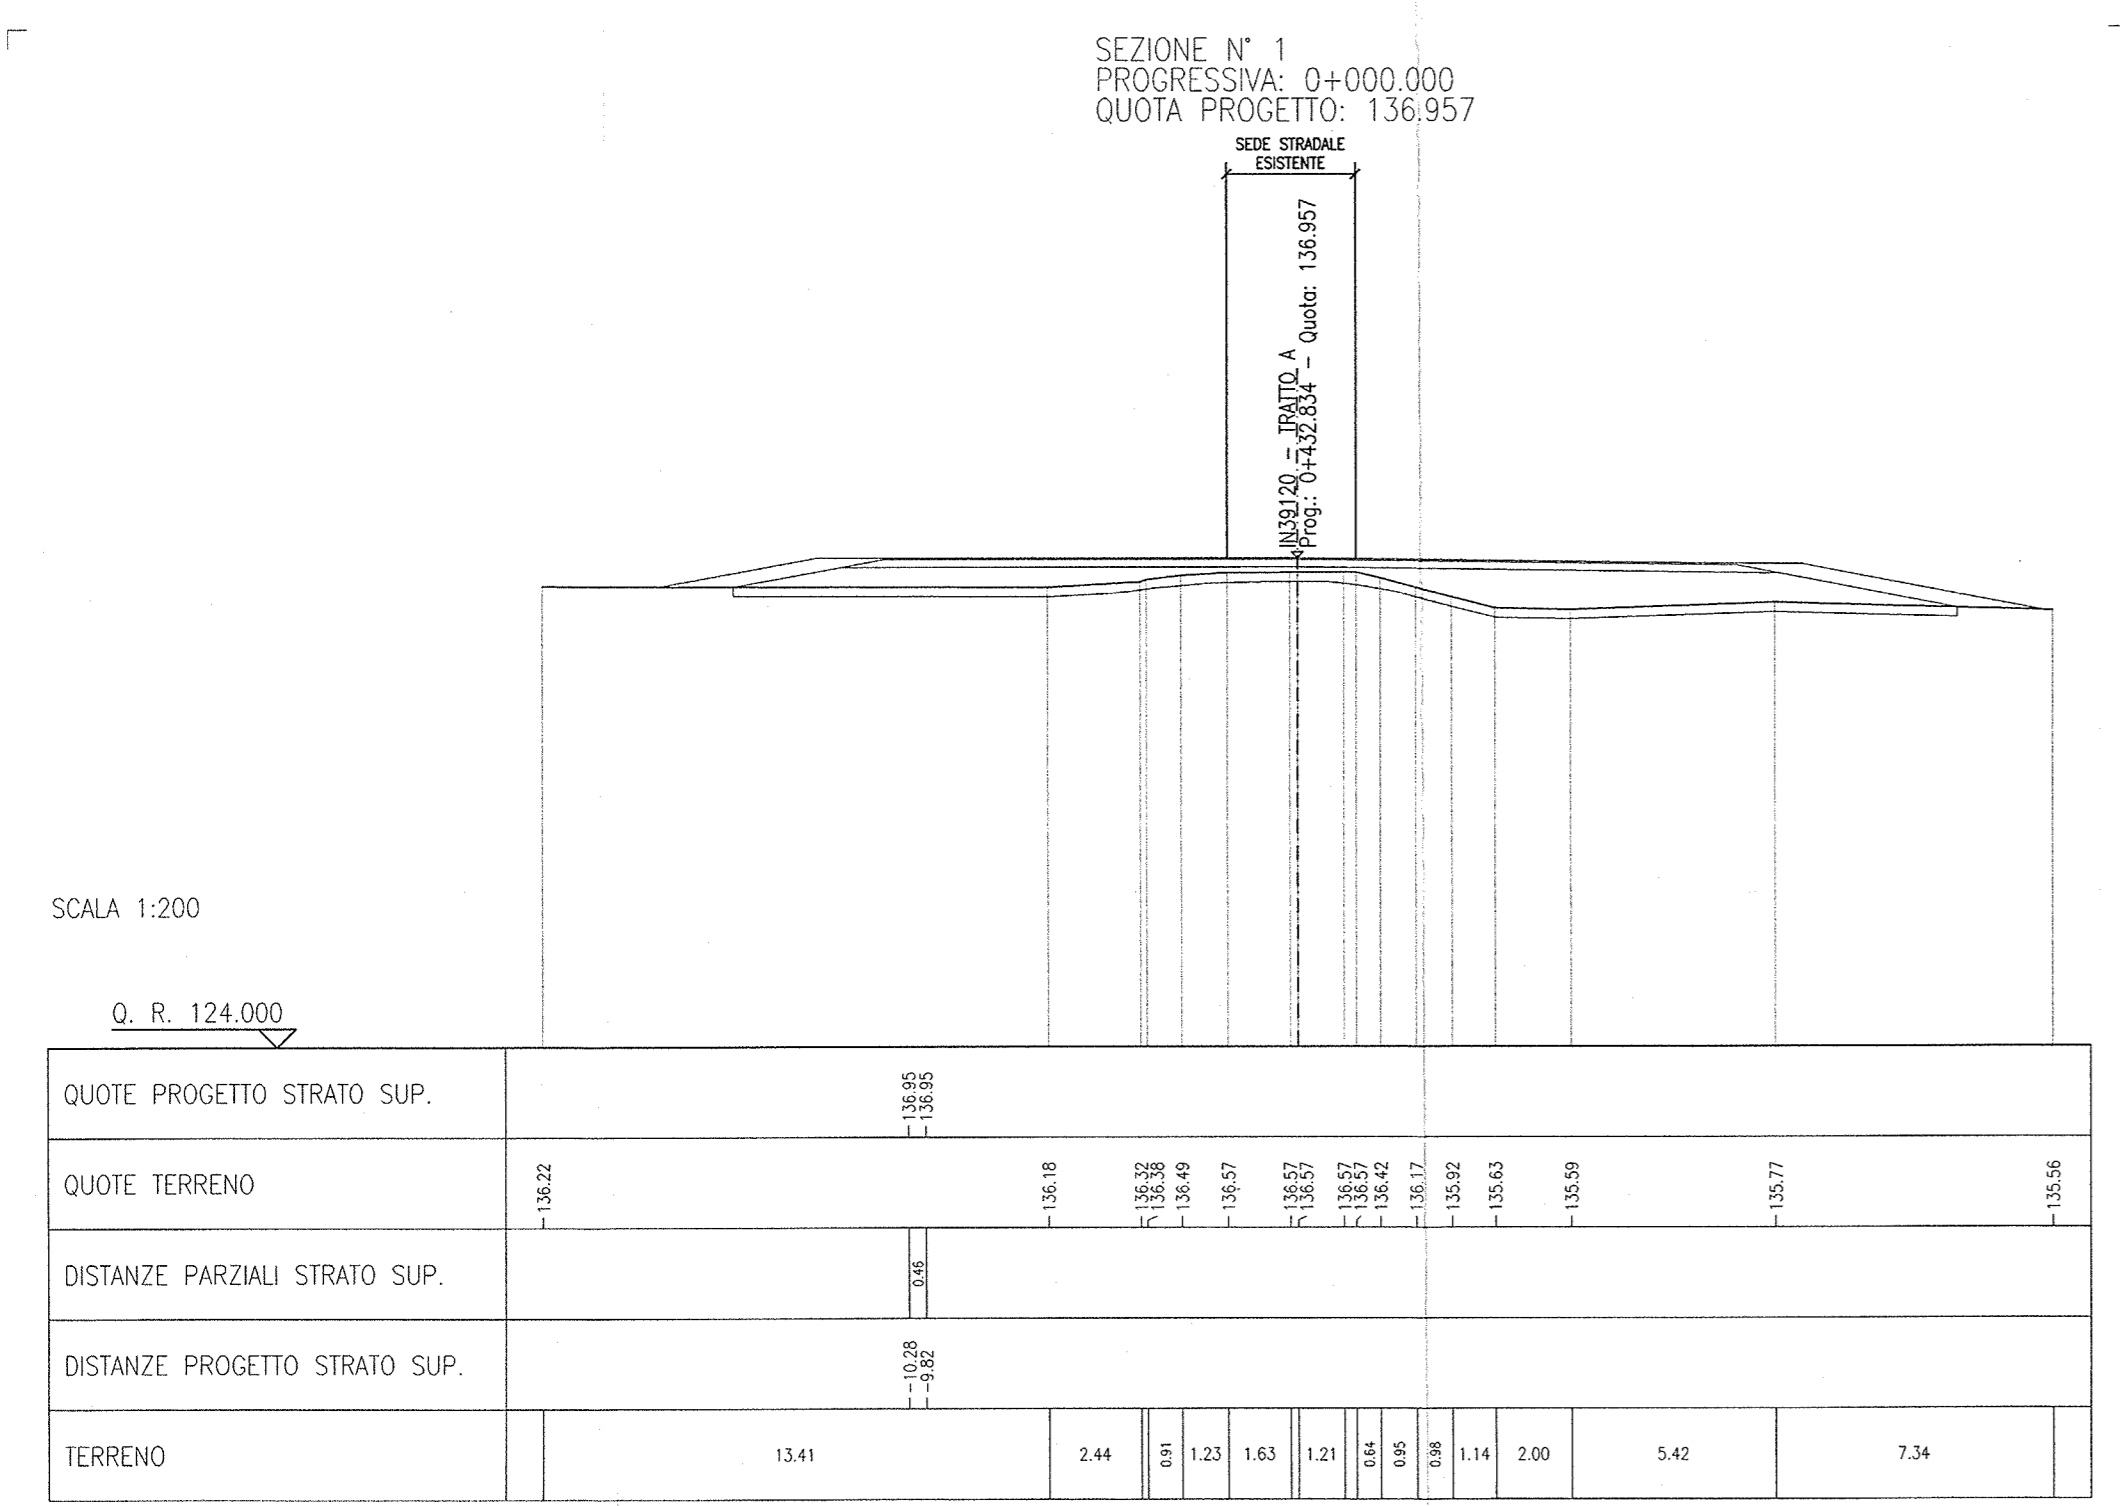 SEZIONE N° 1
PROGRESSIVA: 0+000.000
QUOTA PROGETTO: 136.957
SEDE STRADALE
ESISTENTE
IN39120 - TRATTO A
Prog.: 0+432.834 - Quota: 136.957
SCALA 1:200
Q. R. 124.000
QUOTE PROGETTO STRATO SUP. 136.95 136.95
QUOTE TERRENO 136.22 136.18 136.32 136.38 136.49 136.57 136.57 136.57 136.57 136.57 136.42 136.17 135.92 135.63 135.59 135.77 135.56
DISTANZE PARZIALI STRATO SUP. 0.46
DISTANZE PROGETTO STRATO SUP. -10.28 -9.82
TERRENO 13.41 2.44 0.91 1.23 1.63 1.21 0.64 0.95 0.98 1.14 2.00 5.42 7.34